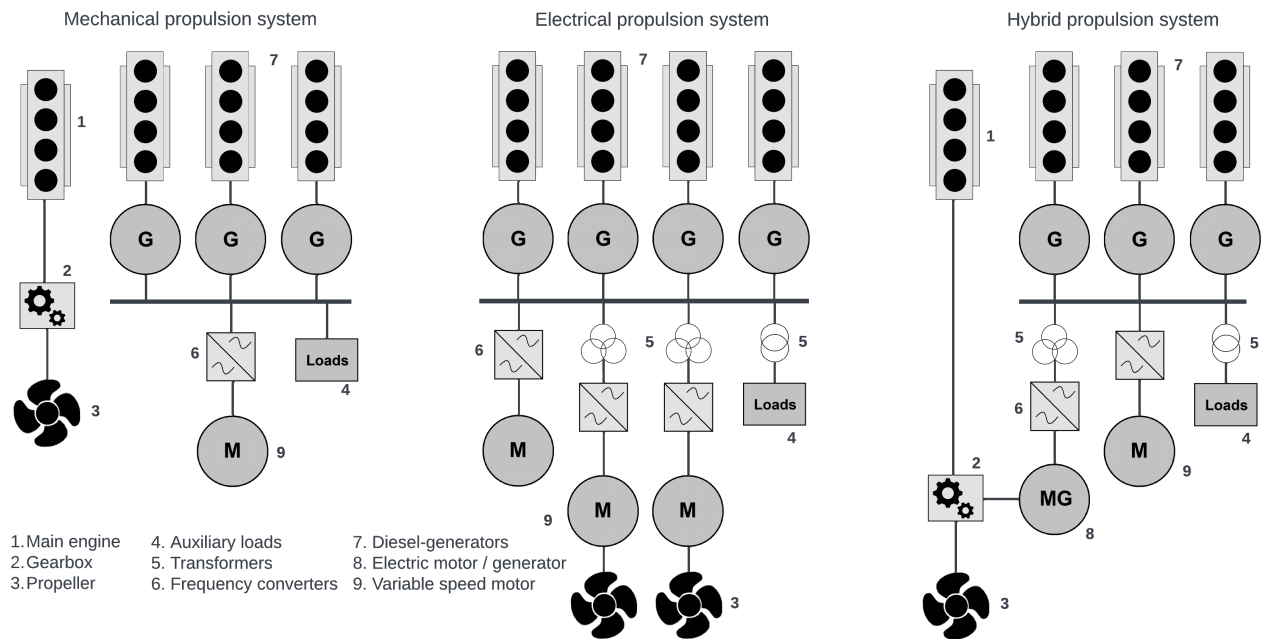 Mechanical propulsion system
7
1
G G G
2
6
Loads
4
3
M
9
Electrical propulsion system
7
G G G G
6
5
5
Loads
4
M
9
M M
3
Hybrid propulsion system
7
1
G G G
5
5
6
Loads
4
M
9
2
MG
8
3
1.Main engine
2.Gearbox
3.Propeller
4. Auxiliary loads
5. Transformers
6. Frequency converters
7. Diesel-generators
8. Electric motor / generator
9. Variable speed motor